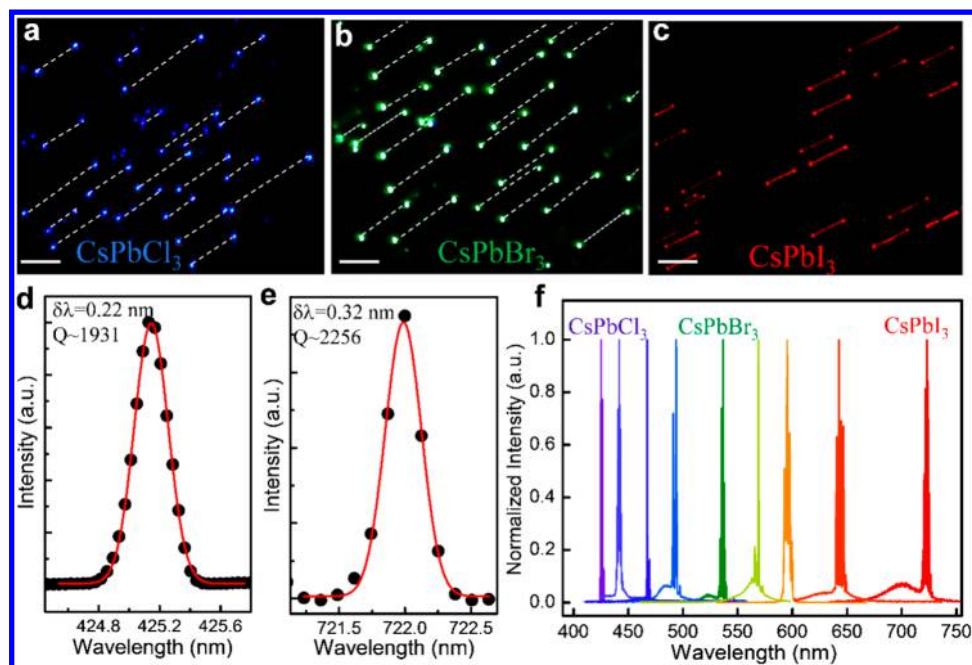 a
b
c
CsPbCl3
CsPbBr3
CsPbI3
d
δλ=0.22 nm
Q~1931
Intensity (a.u.)
424.8 425.2 425.6
Wavelength (nm)
e
δλ=0.32 nm
Q~2256
Intensity (a.u.)
721.5 722.0 722.5
Wavelength (nm)
f
CsPbCl3 CsPbBr3 CsPbI3
Normalized Intensity (a.u.)
1.0
0.8
0.6
0.4
0.2
0.0
400 450 500 550 600 650 700 750
Wavelength (nm)